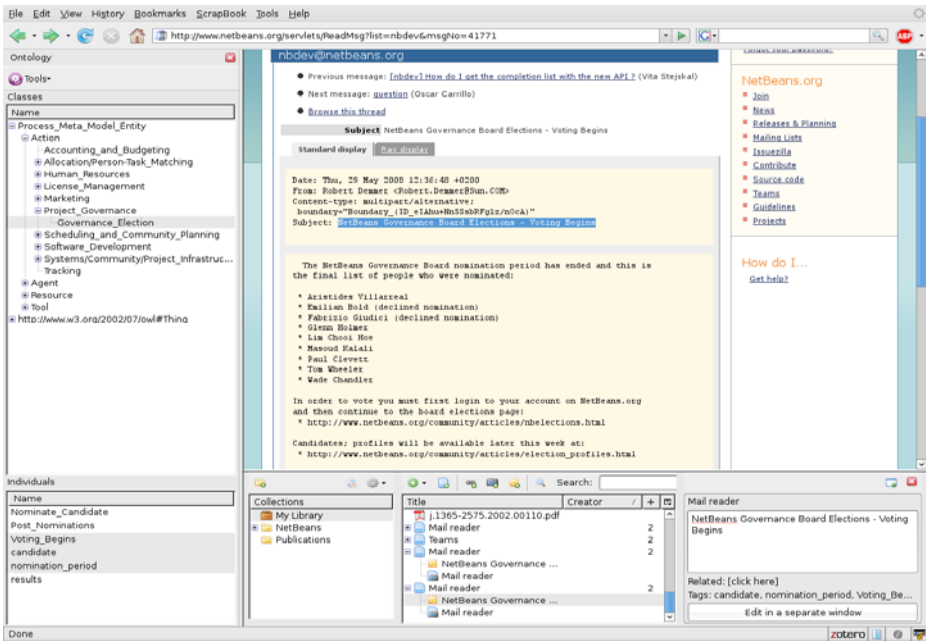 File Edit View History Bookmarks ScrapBook Tools Help
http://www.netbeans.org/servlets/ReadMsg?list=nbdev&msgNo=41771
ABP
Ontology
Tools
Classes
Name
Process_Meta_Model_Entity
Action
Accounting_and_Budgeting
Allocation/Person-Task_Matching
Human_Resources
License_Management
Marketing
Project_Governance
Governance_Election
Scheduling_and_Community_Planning
Software_Development
Systems/Community/Project_Infrastruc...
Tracking
Agent
Resource
Tool
http://www.w3.org/2002/07/owl#Thing
Individuals
Name
Nominate_Candidate
Post_Nominations
Voting_Begins
candidate
nomination_period
results
nbdev@netbeans.org
Previous message: [nbdev] How do I get the completion list with the new API ? (Vita Stejskal)
Next message: question (Oscar Carrillo)
Browse this thread
Subject NetBeans Governance Board Elections - Voting Begins
Standard display Raw display
Date: Thu, 29 May 2008 12:36:48 +0200
From: Robert Demmer <Robert.Demmer@Sun.COM>
Content-type: multipart/alternative;
Subject: NetBeans Governance Board Elections - Voting Begins
The NetBeans Governance Board nomination period has ended and this is
the final list of people who were nominated:
* Aristides Villarreal
* Emilian Bold (declined nomination)
* Fabrizio Giudici (declined nomination)
* Glenn Holmer
* Lim Chooi Hoe
* Masoud Kalali
* Paul Clevett
* Tom Wheeler
* Wade Chandler
In order to vote you must first login to your account on NetBeans.org
and then continue to the board elections page:
* http://www.netbeans.org/community/articles/nbelections.html
Candidates; profiles will be available later this week at:
* http://www.netbeans.org/community/articles/election_profiles.html
Forgot your password?
NetBeans.org
Join
News
Releases & Planning
Mailing Lists
Issuezilla
Contribute
Source code
Teams
Guidelines
Projects
How do I...
Get help?
Search:
Collections
My Library
NetBeans
Publications
Title Creator
j.1365-2575.2002.00110.pdf
Mail reader 2
Teams 2
Mail reader 2
NetBeans Governance ...
Mail reader
Mail reader 2
NetBeans Governance ...
Mail reader
Mail reader
NetBeans Governance Board Elections - Voting
Begins
Related: [click here]
Tags: candidate, nomination_period, Voting_Be...
Edit in a separate window
Done
zotero